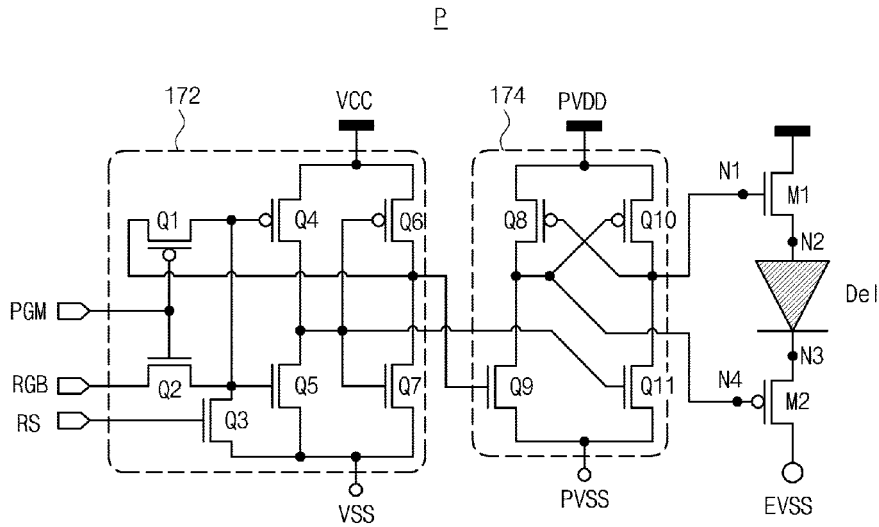 P
172
VCC
174
PVDD
N1
M1
Q1
Q4
Q6
Q8
Q10
N2
Del
PGM
RGB
RS
Q2
Q3
Q5
Q7
Q9
Q11
N3
N4
M2
VSS
PVSS
EVSS